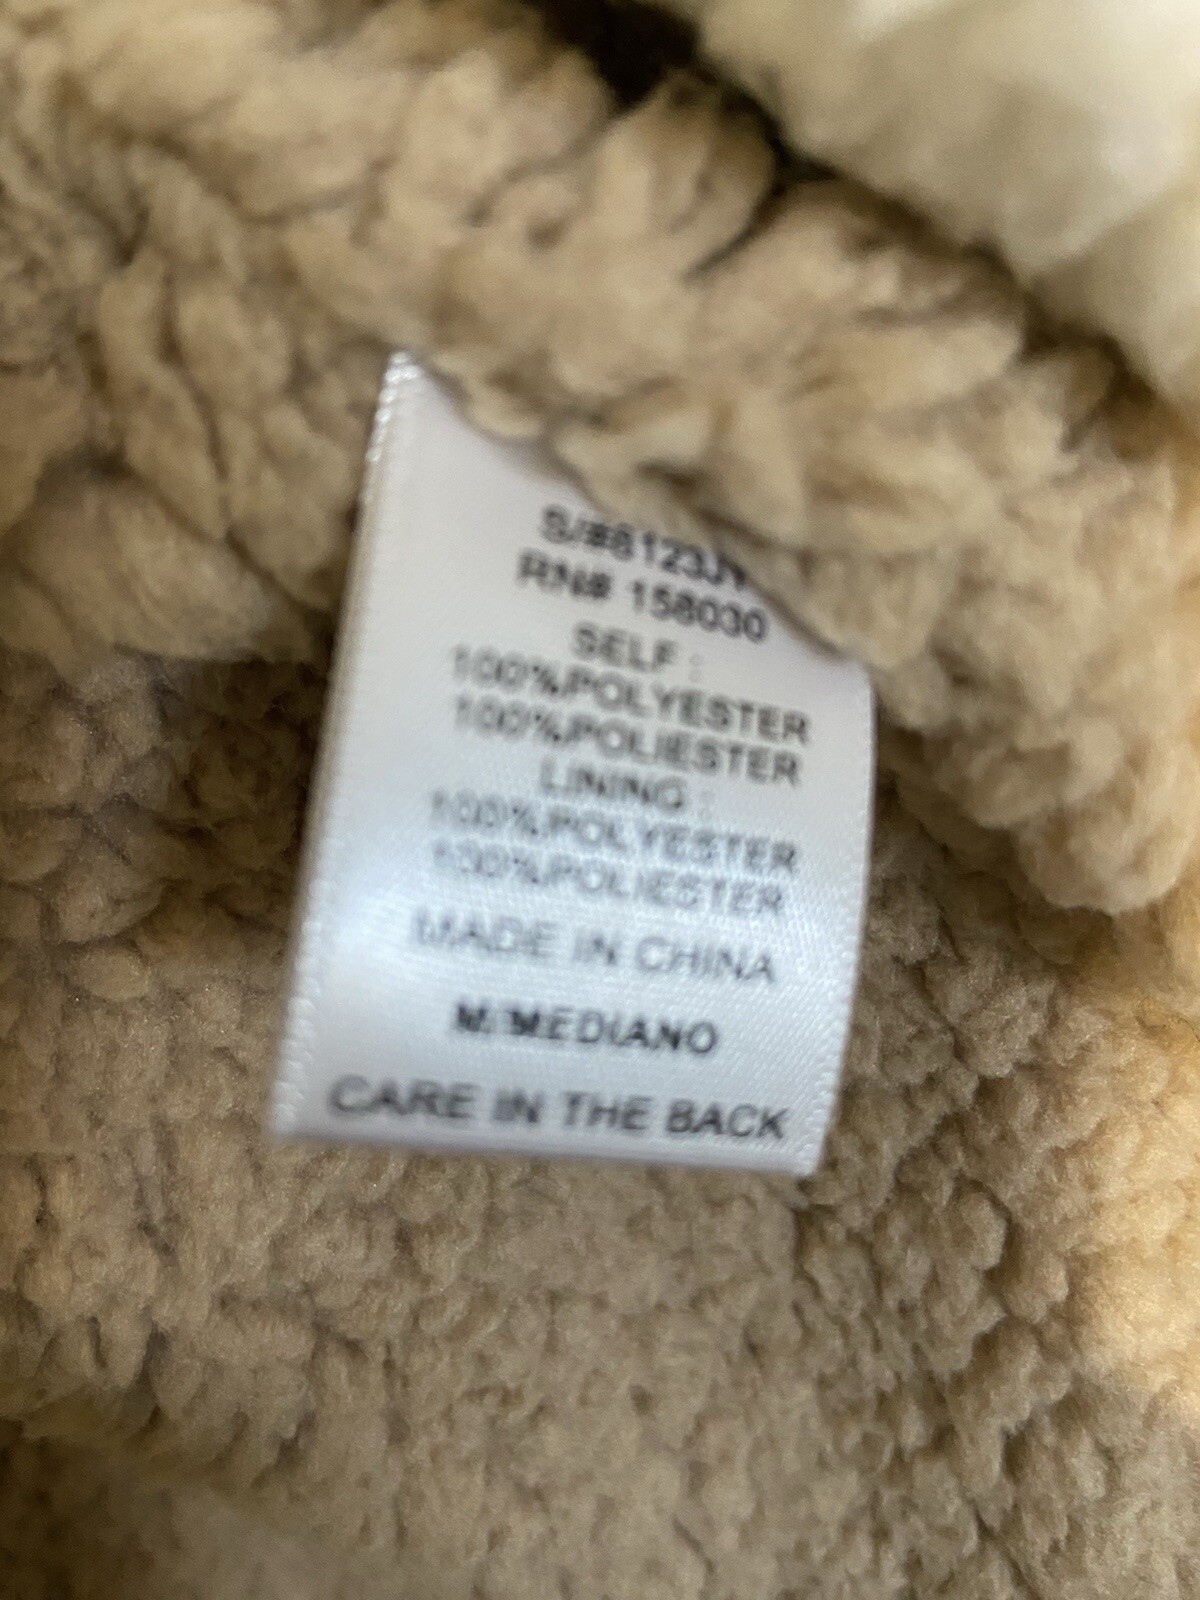 RN# 158030
SELF :
100%POLYESTER
100%POLIESTER
LINING :
100%POLYESTER
100%POLIESTER
MADE IN CHINA
M/MEDIANO
CARE IN THE BACK